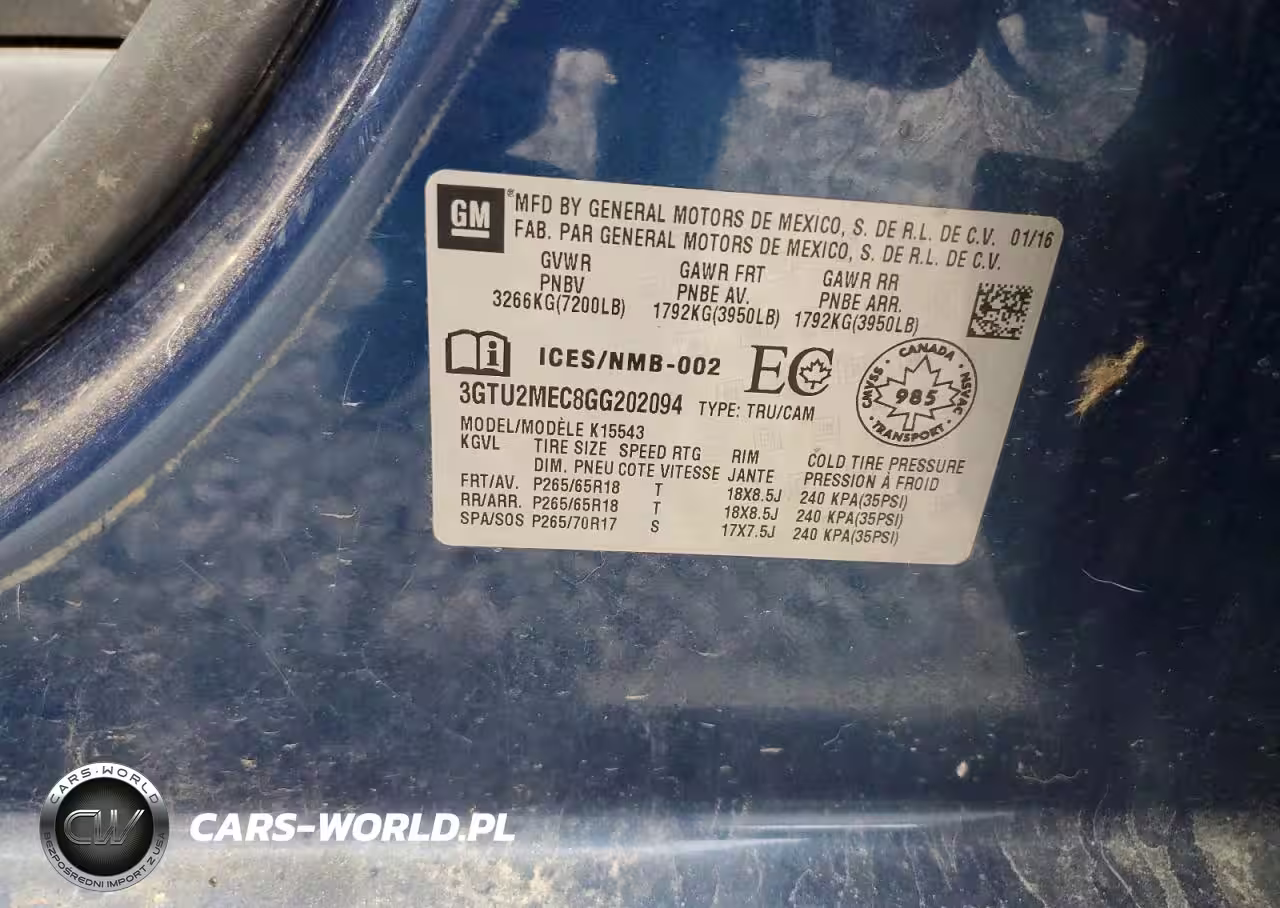 GM
® MFD BY GENERAL MOTORS DE MEXICO, S. DE R.L. DE C.V. 01/16
FAB. PAR GENERAL MOTORS DE MEXICO, S. DE R.L. DE C.V.
GVWR GAWR FRT GAWR RR
PNBV PNBE AV. PNBE ARR.
3266KG(7200LB) 1792KG(3950LB) 1792KG(3950LB)
i ICES/NMB-002 EC
CANADA
CMVSS 985 NSVAC
TRANSPORT
3GTU2MEC8GG202094 TYPE: TRU/CAM
MODEL/MODÈLE K15543
KGVL TIRE SIZE SPEED RTG RIM COLD TIRE PRESSURE
DIM. PNEU COTE VITESSE JANTE PRESSION À FROID
FRT/AV. P265/65R18 T 18X8.5J 240 KPA(35PSI)
RR/ARR. P265/65R18 T 18X8.5J 240 KPA(35PSI)
SPA/SOS P265/70R17 S 17X7.5J 240 KPA(35PSI)
CARS-WORLD
CW
BEZPOŚREDNI IMPORT Z USA
CARS-WORLD.PL